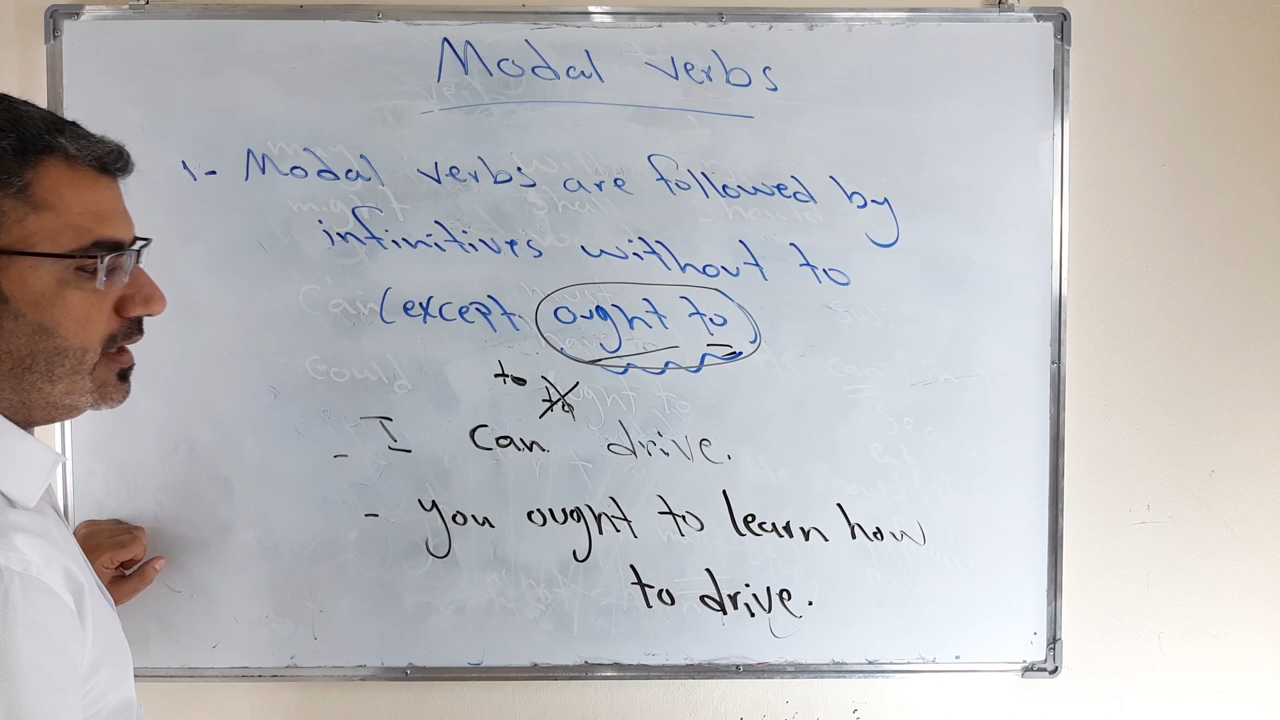 Modal verbs
1- Modal verbs are followed by
infinitives without to
(except ought to)
to to
- I can drive.
- you ought to learn how
to drive.